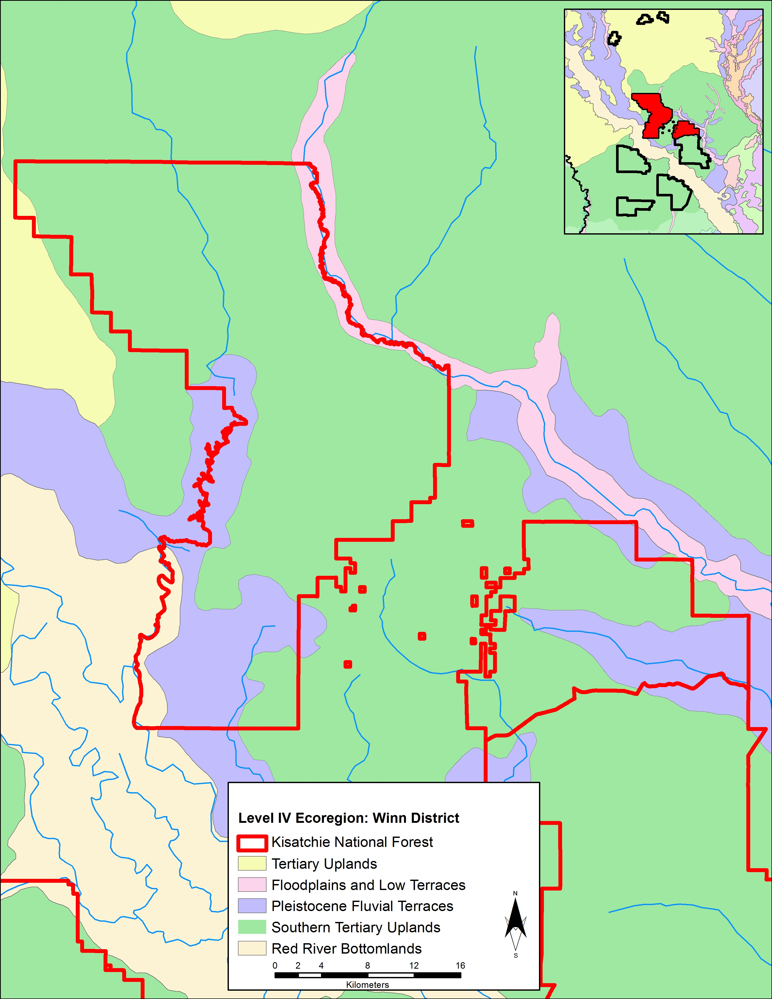 Level IV Ecoregion: Winn District
Kisatchie National Forest
Tertiary Uplands
Floodplains and Low Terraces
Pleistocene Fluvial Terraces
Southern Tertiary Uplands
Red River Bottomlands
N
S
0 2 4 8 12 16
Kilometers